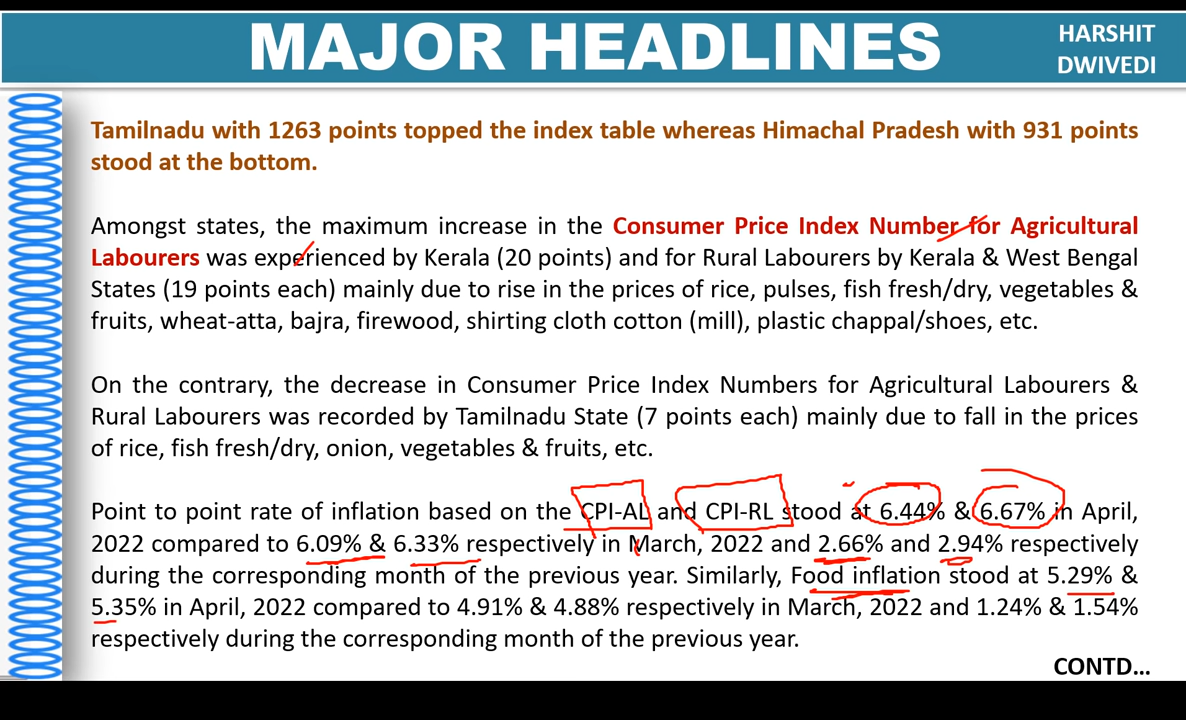 MAJOR HEADLINES
HARSHIT
DWIVEDI
Tamilnadu with 1263 points topped the index table whereas Himachal Pradesh with 931 points
stood at the bottom.
Amongst states, the maximum increase in the Consumer Price Index Number for Agricultural
Labourers was experienced by Kerala (20 points) and for Rural Labourers by Kerala & West Bengal
States (19 points each) mainly due to rise in the prices of rice, pulses, fish fresh/dry, vegetables &
fruits, wheat-atta, bajra, firewood, shirting cloth cotton (mill), plastic chappal/shoes, etc.
On the contrary, the decrease in Consumer Price Index Numbers for Agricultural Labourers &
Rural Labourers was recorded by Tamilnadu State (7 points each) mainly due to fall in the prices
of rice, fish fresh/dry, onion, vegetables & fruits, etc.
Point to point rate of inflation based on the CPI-AL and CPI-RL stood at 6.44% & 6.67% in April,
2022 compared to 6.09% & 6.33% respectively in March, 2022 and 2.66% and 2.94% respectively
during the corresponding month of the previous year. Similarly, Food inflation stood at 5.29% &
5.35% in April, 2022 compared to 4.91% & 4.88% respectively in March, 2022 and 1.24% & 1.54%
respectively during the corresponding month of the previous year.
CONTD...